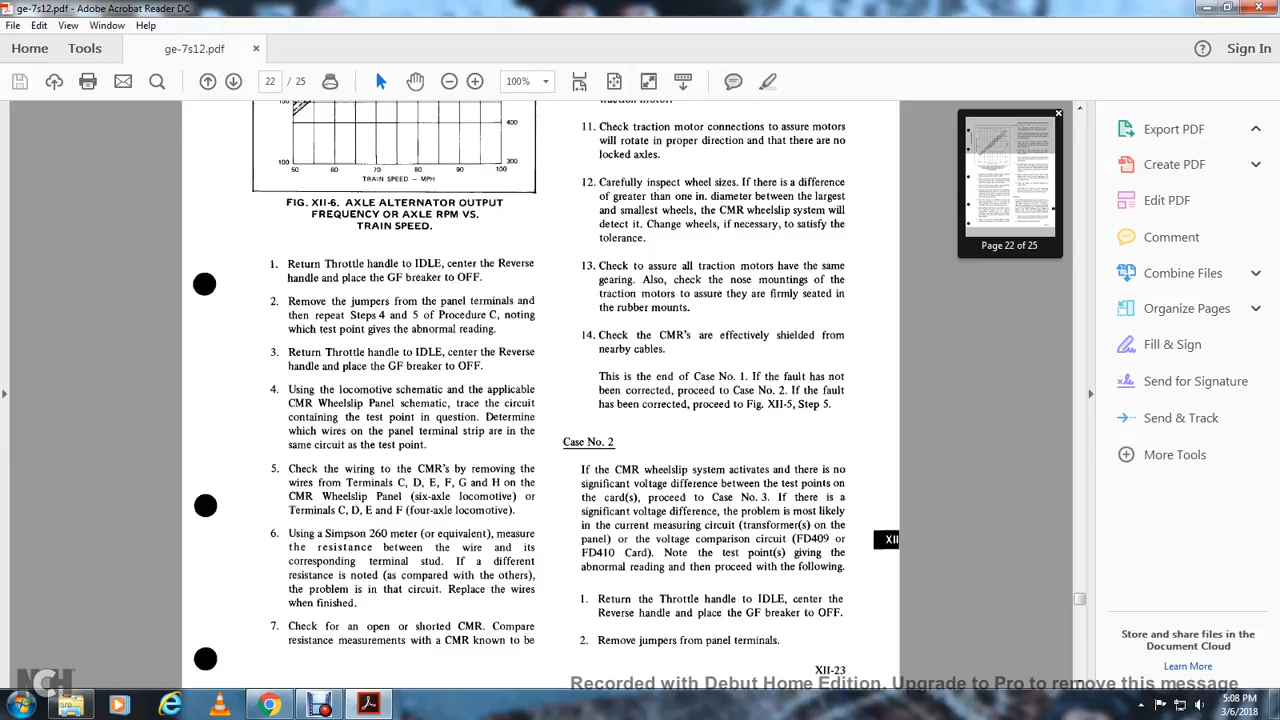 ge-7s12.pdf - Adobe Acrobat Reader DC
File Edit View Window Help
Home Tools ge-7s12.pdf × Sign In
22 / 25 100%
150
400
100 300
70 80 90 100
TRAIN SPEED – MPH
FIG. XII-6. AXLE ALTERNATOR OUTPUT
FREQUENCY OR AXLE RPM VS.
TRAIN SPEED.
1. Return Throttle handle to IDLE, center the Reverse
handle and place the GF breaker to OFF.
2. Remove the jumpers from the panel terminals and
then repeat Steps 4 and 5 of Procedure C, noting
which test point gives the abnormal reading.
3. Return Throttle handle to IDLE, center the Reverse
handle and place the GF breaker to OFF.
4. Using the locomotive schematic and the applicable
CMR Wheelslip Panel schematic, trace the circuit
containing the test point in question. Determine
which wires on the panel terminal strip are in the
same circuit as the test point.
5. Check the wiring to the CMR's by removing the
wires from Terminals C, D, E, F, G and H on the
CMR Wheelslip Panel (six-axle locomotive) or
Terminals C, D, E and F (four-axle locomotive).
6. Using a Simpson 260 meter (or equivalent), measure
the resistance between the wire and its
corresponding terminal stud. If a different
resistance is noted (as compared with the others),
the problem is in that circuit. Replace the wires
when finished.
7. Check for an open or shorted CMR. Compare
resistance measurements with a CMR known to be
traction motor.
11. Check traction motor connections to assure motors
will rotate in proper direction and that there are no
locked axles.
12. Carefully inspect wheel sizes. If there is a difference
of greater than one in. diameter between the largest
and smallest wheels, the CMR wheelslip system will
detect it. Change wheels, if necessary, to satisfy the
tolerance.
13. Check to assure all traction motors have the same
gearing. Also, check the nose mountings of the
traction motors to assure they are firmly seated in
the rubber mounts.
14. Check the CMR's are effectively shielded from
nearby cables.
This is the end of Case No. 1. If the fault has not
been corrected, proceed to Case No. 2. If the fault
has been corrected, proceed to Fig. XII-5, Step 5.
Case No. 2
If the CMR wheelslip system activates and there is no
significant voltage difference between the test points on
the card(s), proceed to Case No. 3. If there is a
significant voltage difference, the problem is most likely
in the current measuring circuit (transformer(s) on the
panel) or the voltage comparison circuit (FD409 or
FD410 Card). Note the test point(s) giving the
abnormal reading and then proceed with the following.
1. Return the Throttle handle to IDLE, center the
Reverse handle and place the GF breaker to OFF.
2. Remove jumpers from panel terminals.
XII
XII-23
Page 22 of 25
Export PDF
Create PDF
Edit PDF
Comment
Combine Files
Organize Pages
Fill & Sign
Send for Signature
Send & Track
More Tools
Store and share files in the
Document Cloud
Learn More
NCH
Recorded with Debut Home Edition. Upgrade to Pro to remove this message
5:08 PM
3/6/2018